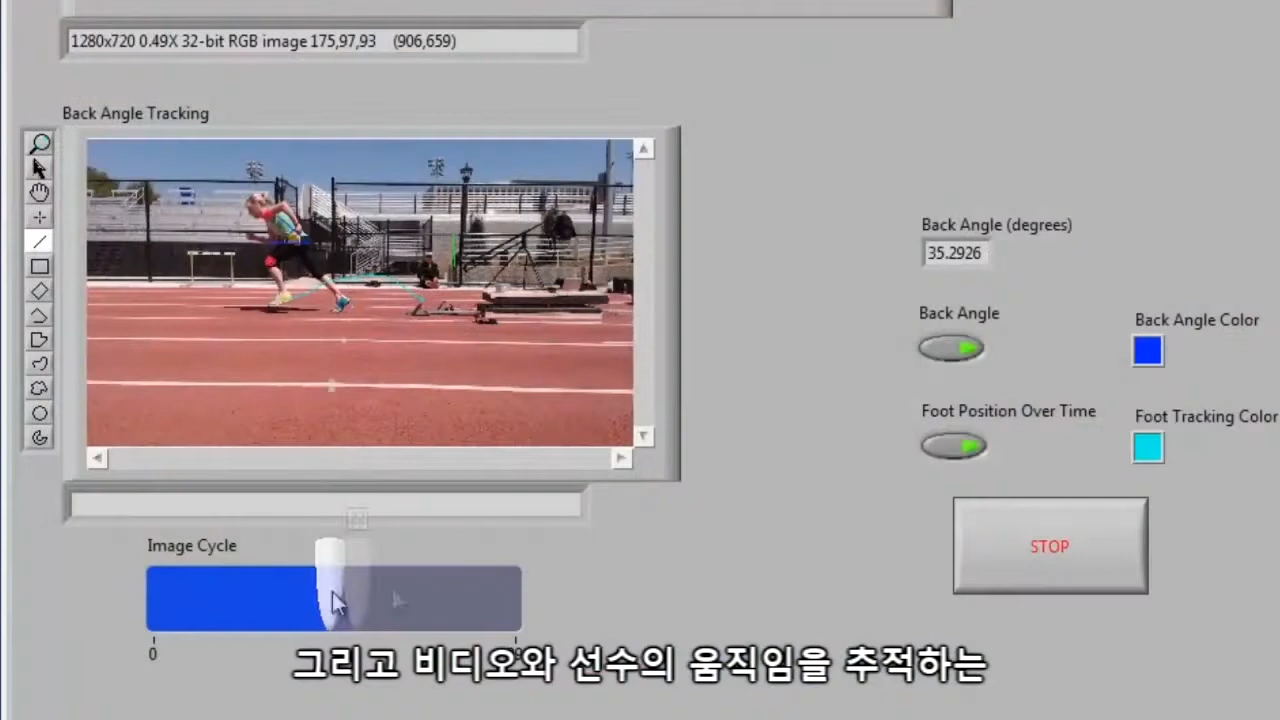 1280x720 0.49X 32-bit RGB image 175,97,93 (906,659)
Back Angle Tracking
Back Angle (degrees)
35.2926
Back Angle
Back Angle Color
Foot Position Over Time
Foot Tracking Color
STOP
Image Cycle
0
그리고 비디오와 선수의 움직임을 추적하는